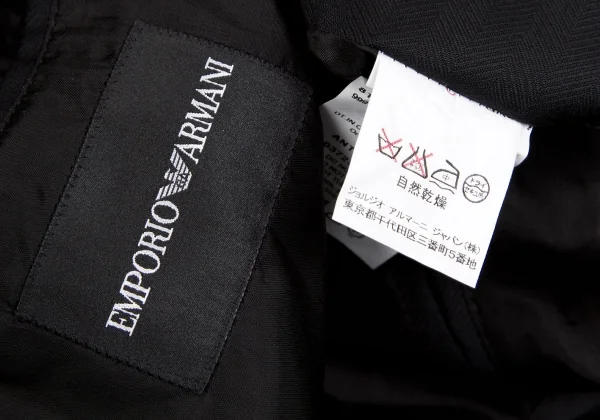 EMPORIO ARMANI
自然乾燥
ジョルジオ アルマーニ ジャパン(株)
東京都千代田区三番町5番地